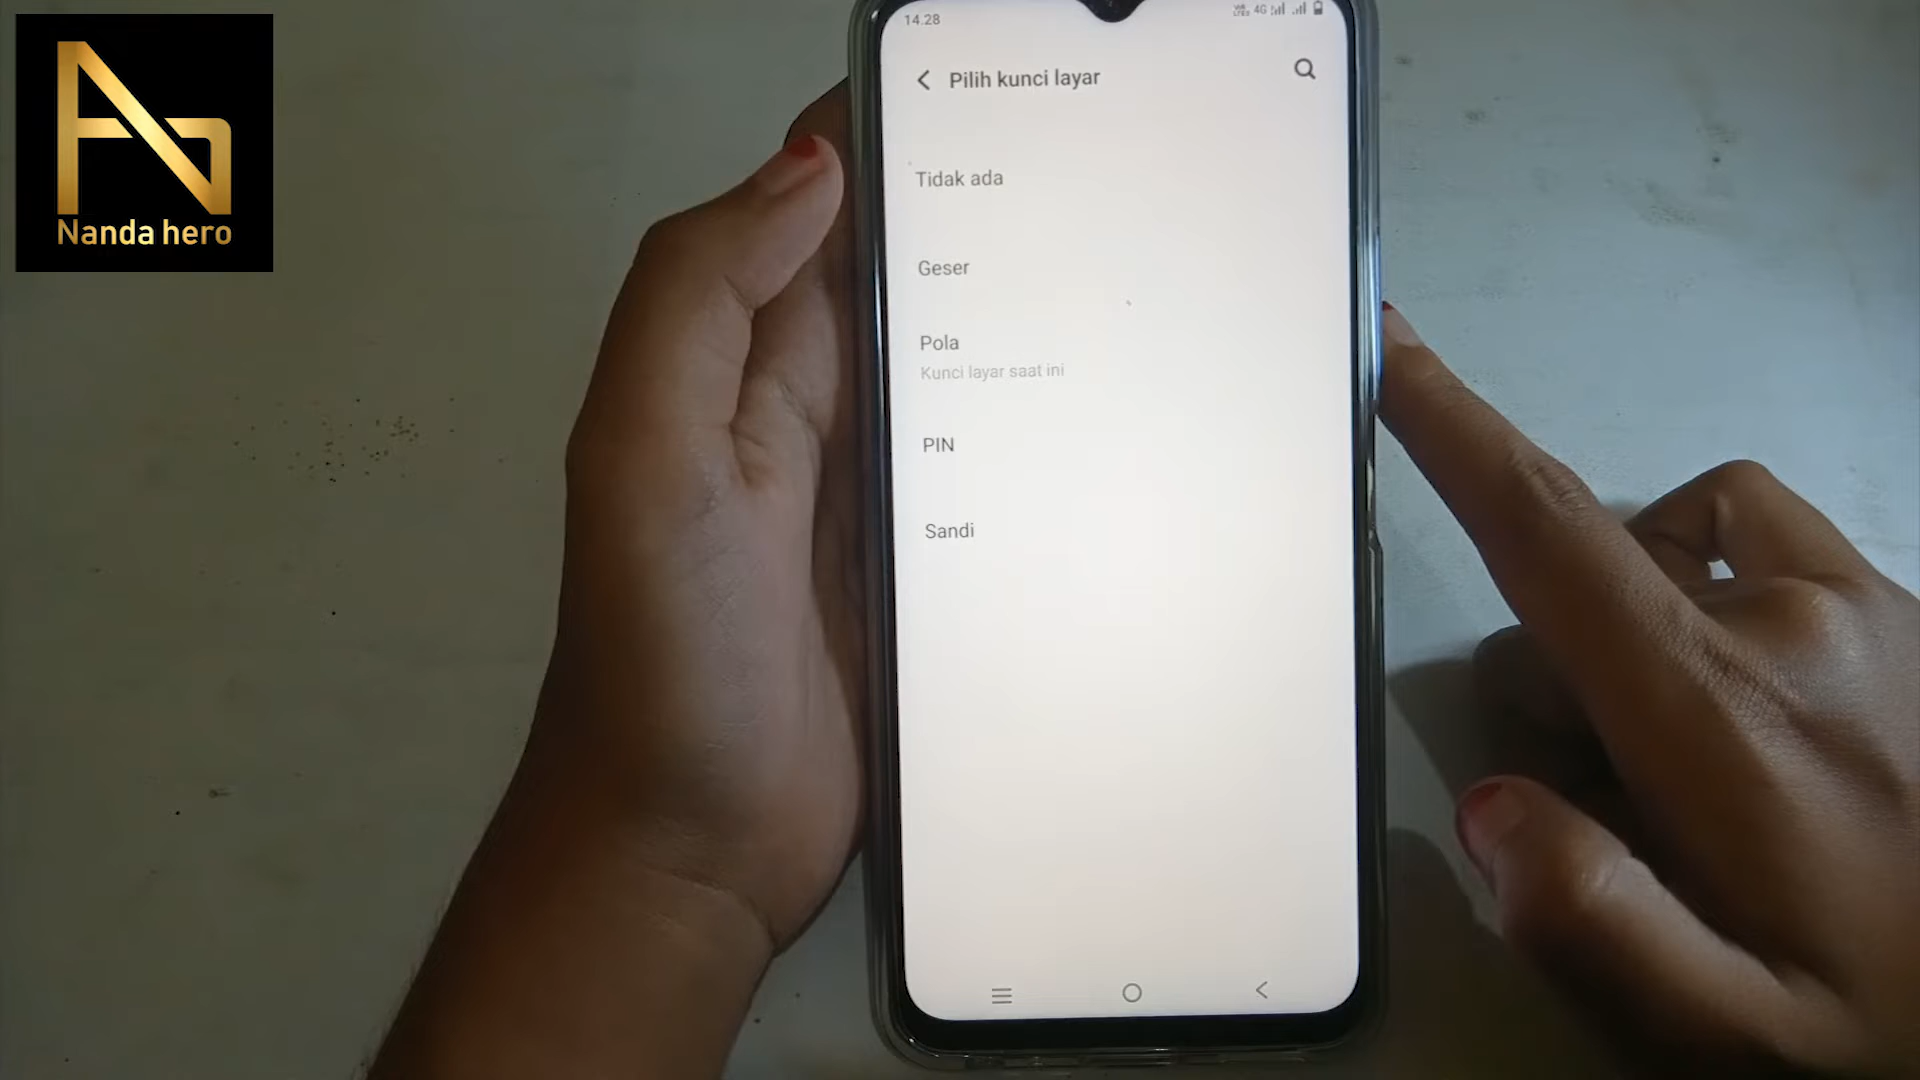 Nanda hero
14.28
4G
Pilih kunci layar
Tidak ada
Geser
Pola
Kunci layar saat ini
PIN
Sandi